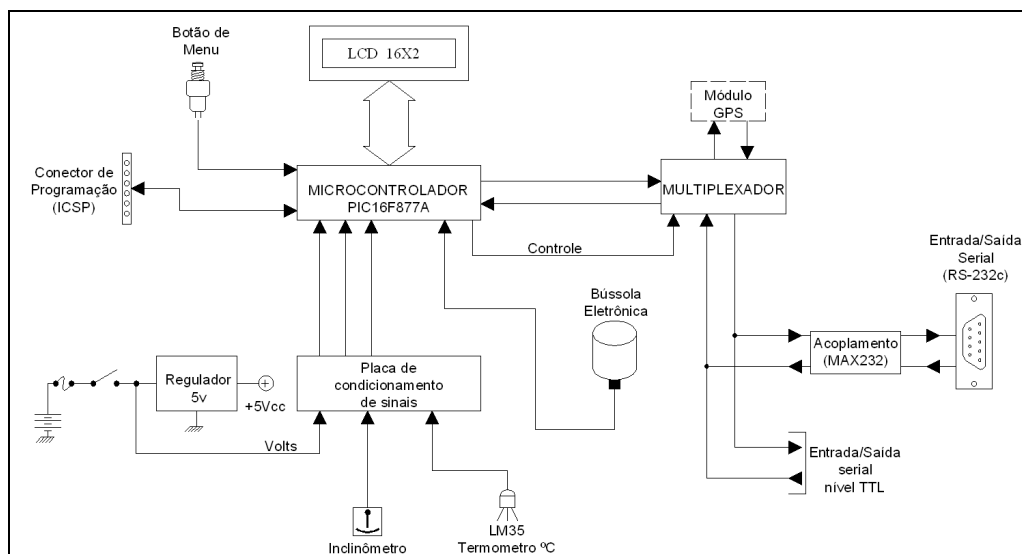 Botão de
Menu
LCD 16X2
Módulo
GPS
Conector de
Programação
(ICSP)
MICROCONTROLADOR
PIC16F877A
MULTIPLEXADOR
Controle
Entrada/Saída
Serial
(RS-232c)
Bússola
Eletrônica
Acoplamento
(MAX232)
Regulador
5v
+5Vcc
Placa de
condicionamento
de sinais
Volts
Entrada/Saída
serial
nível TTL
Inclinômetro
LM35
Termometro ºC